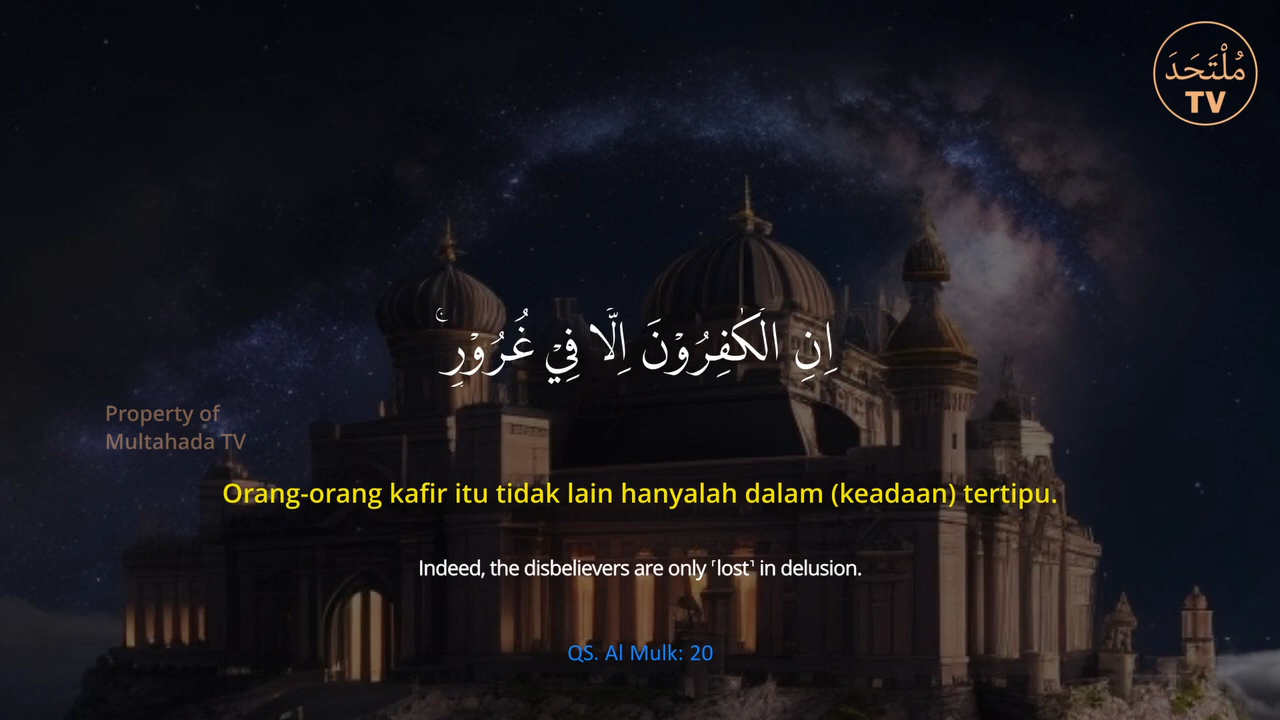 مُلْتَحَدَ
TV
اِنِ الْكٰفِرُوْنَ اِلَّا فِيْ غُرُوْرٍۚ
Property of
Multahada TV
Orang-orang kafir itu tidak lain hanyalah dalam (keadaan) tertipu.
Indeed, the disbelievers are only ˹lost˺ in delusion.
QS. Al Mulk: 20